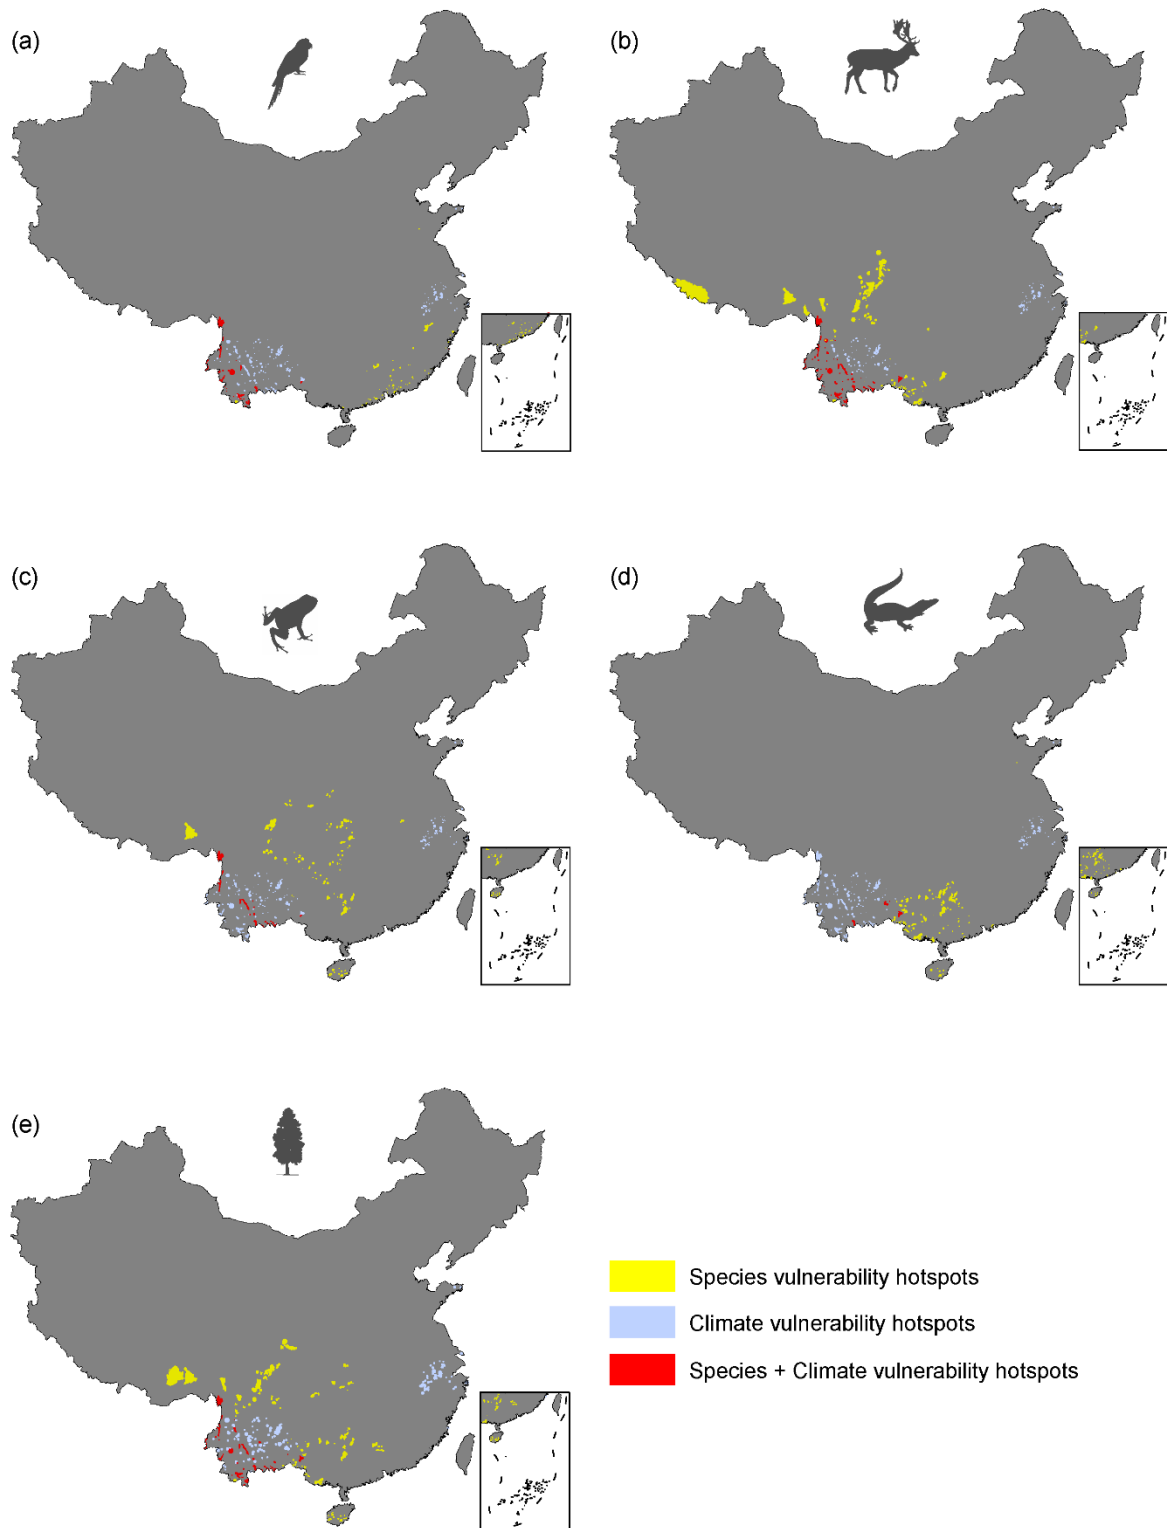 (a)
(b)
(c)
(d)
(e)
Species vulnerability hotspots
Climate vulnerability hotspots
Species + Climate vulnerability hotspots